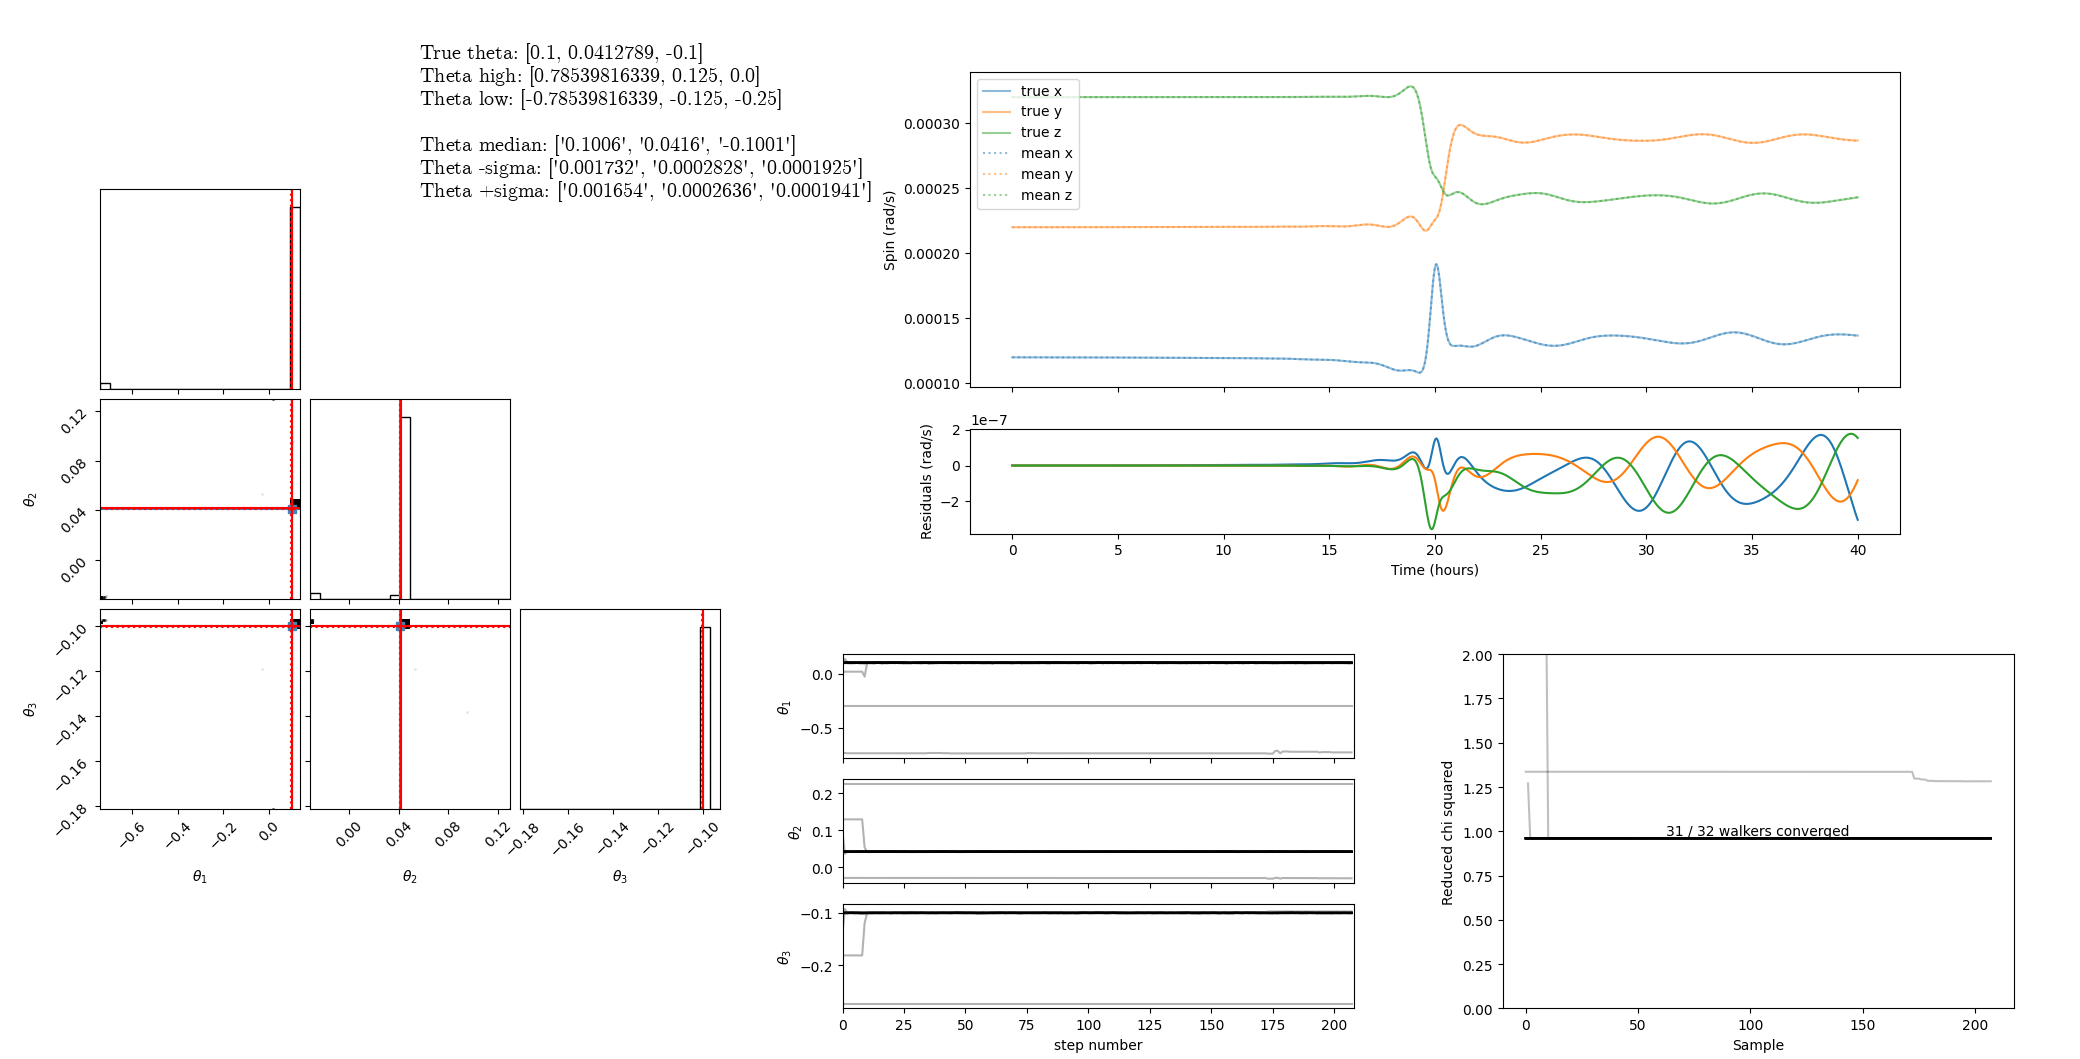 True theta: [0.1, 0.0412789, -0.1]
Theta high: [0.78539816339, 0.125, 0.0]
Theta low: [-0.78539816339, -0.125, -0.25]
Theta median: ['0.1006', '0.0416', '-0.1001']
Theta -sigma: ['0.001732', '0.0002828', '0.0001925']
Theta +sigma: ['0.001654', '0.0002636', '0.0001941']
θ2
0.12
0.08
0.04
0.00
θ3
−0.10
−0.12
−0.14
−0.16
−0.18
−0.6 −0.4 −0.2 0.0
θ1
0.00 0.04 0.08 0.12
θ2
−0.18 −0.16 −0.14 −0.12 −0.10
θ3
Spin (rad/s)
0.00030
0.00025
0.00020
0.00015
0.00010
true x
true y
true z
mean x
mean y
mean z
1e−7
Residuals (rad/s)
2
0
−2
0 5 10 15 20 25 30 35 40
Time (hours)
θ1
0.0
−0.5
θ2
0.2
0.1
0.0
θ3
−0.1
−0.2
0 25 50 75 100 125 150 175 200
step number
Reduced chi squared
2.00
1.75
1.50
1.25
1.00
0.75
0.50
0.25
0.00
31 / 32 walkers converged
0 50 100 150 200
Sample